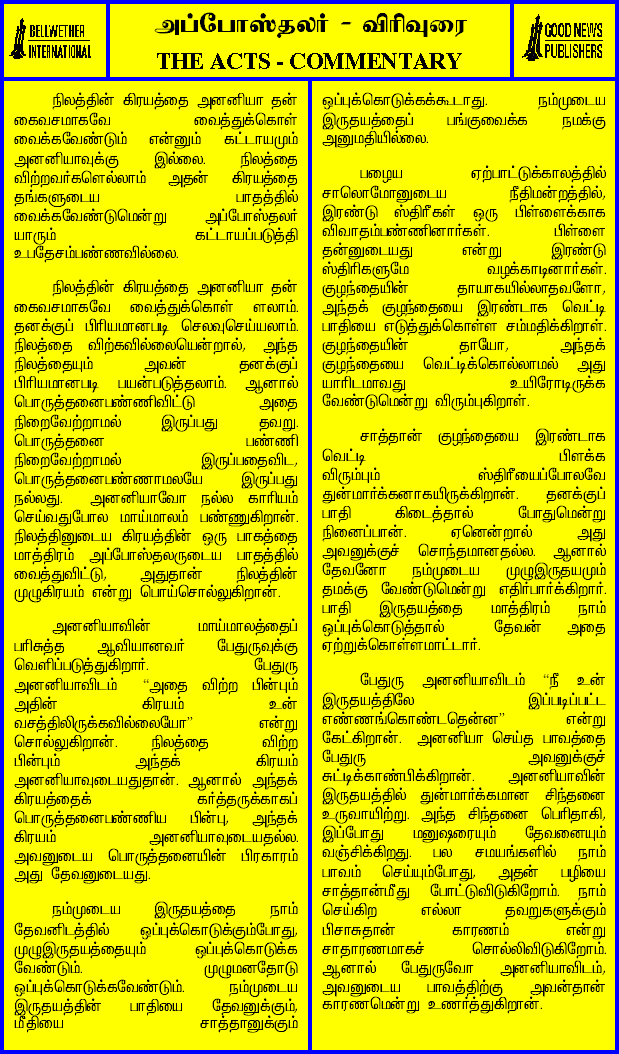 BELLWETHER
INTERNATIONAL
அப்போஸ்தலர் - விரிவுரை
THE ACTS - COMMENTARY
GOOD NEWS
PUBLISHERS
நிலத்தின் கிரயத்தை அனனியா தன்
கைவசமாகவே வைத்துக்கொள்
வைக்கவேண்டும் என்னும் கட்டாயமும்
அனனியாவுக்கு இல்லை. நிலத்தை
விற்றவர்களெல்லாம் அதன் கிரயத்தை
தங்களுடைய பாதத்தில்
வைக்கவேண்டுமென்று அப்போஸ்தலர்
யாரும் கட்டாயப்படுத்தி
உபதேசம்பண்ணவில்லை.
நிலத்தின் கிரயத்தை அனனியா தன்
கைவசமாகவே வைத்துக்கொள் ளலாம்.
தனக்குப் பிரியமானபடி செலவுசெய்யலாம்.
நிலத்தை விற்கவில்லையென்றால், அந்த
நிலத்தையும் அவன் தனக்குப்
பிரியமானபடி பயன்படுத்தலாம். ஆனால்
பொருத்தனைபண்ணிவிட்டு அதை
நிறைவேற்றாமல் இருப்பது தவறு.
பொருத்தனை பண்ணி
நிறைவேற்றாமல் இருப்பதைவிட,
பொருத்தனைபண்ணாமலயே இருப்பது
நல்லது. அனனியாவோ நல்ல காரியம்
செய்வதுபோல மாய்மாலம் பண்ணுகிறான்.
நிலத்தினுடைய கிரயத்தின் ஒரு பாகத்தை
மாத்திரம் அப்போஸ்தலருடைய பாதத்தில்
வைத்துவிட்டு, அதுதான் நிலத்தின்
முழுகிரயம் என்று பொய்சொல்லுகிறான்.
அனனியாவின் மாய்மாலத்தைப்
பரிசுத்த ஆவியானவர் பேதுருவுக்கு
வெளிப்படுத்துகிறார். பேதுரு
அனனியாவிடம் “அதை விற்ற பின்பும்
அதின் கிரயம் உன்
வசத்திலிருக்கவில்லையோ” என்று
சொல்லுகிறான். நிலத்தை விற்ற
பின்பும் அந்தக் கிரயம்
அனனியாவுடையதுதான். ஆனால் அந்தக்
கிரயத்தைக் கர்த்தருக்காகப்
பொருத்தனைபண்ணிய பின்பு, அந்தக்
கிரயம் அனனியாவுடையதல்ல.
அவனுடைய பொருத்தனையின் பிரகாரம்
அது தேவனுடையது.
நம்முடைய இருதயத்தை நாம்
தேவனிடத்தில் ஒப்புக்கொடுக்கும்போது,
முழுஇருதயத்தையும் ஒப்புக்கொடுக்க
வேண்டும். முழுமனதோடு
ஒப்புக்கொடுக்கவேண்டும். நம்முடைய
இருதயத்தின் பாதியை தேவனுக்கும்,
மீதியை சாத்தானுக்கும்
ஒப்புக்கொடுக்கக்கூடாது. நம்முடைய
இருதயத்தைப் பங்குவைக்க நமக்கு
அனுமதியில்லை.
பழைய ஏற்பாட்டுக்காலத்தில்
சாலொமோனுடைய நீதிமன்றத்தில்,
இரண்டு ஸ்திரீகள் ஒரு பிள்ளைக்காக
விவாதம்பண்ணினார்கள். பிள்ளை
தன்னுடையது என்று இரண்டு
ஸ்திரிகளுமே வழக்காடினார்கள்.
குழந்தையின் தாயாகயில்லாதவளோ,
அந்தக் குழந்தையை இரண்டாக வெட்டி
பாதியை எடுத்துக்கொள்ள சம்மதிக்கிறாள்.
குழந்தையின் தாயோ, அந்தக்
குழந்தையை வெட்டிக்கொல்லாமல் அது
யாரிடமாவது உயிரோடிருக்க
வேண்டுமென்று விரும்புகிறாள்.
சாத்தான் குழந்தையை இரண்டாக
வெட்டி பிளக்க
விரும்பும் ஸ்திரீயைப்போலவே
துன்மார்க்கனாகயிருக்கிறான். தனக்குப்
பாதி கிடைத்தால் போதுமென்று
நினைப்பான். ஏனென்றால் அது
அவனுக்குச் சொந்தமானதல்ல. ஆனால்
தேவனோ நம்முடைய முழுஇருதயமும்
தமக்கு வேண்டுமென்று எதிர்பார்க்கிறார்.
பாதி இருதயத்தை மாத்திரம் நாம்
ஒப்புக்கொடுத்தால் தேவன் அதை
ஏற்றுக்கொள்ளமாட்டார்.
பேதுரு அனனியாவிடம் “நீ உன்
இருதயத்திலே இப்படிப்பட்ட
எண்ணங்கொண்டதென்ன” என்று
கேட்கிறான். அனனியா செய்த பாவத்தை
பேதுரு அவனுக்குச்
சுட்டிக்காண்பிக்கிறான். அனனியாவின்
இருதயத்தில் துன்மார்க்கமான சிந்தனை
உருவாயிற்று. அந்த சிந்தனை பெரிதாகி,
இப்போது மனுஷரையும் தேவனையும்
வஞ்சிக்கிறது. பல சமயங்களில் நாம்
பாவம் செய்யும்போது, அதன் பழியை
சாத்தான்மீது போட்டுவிடுகிறோம். நாம்
செய்கிற எல்லா தவறுகளுக்கும்
பிசாசுதான் காரணம் என்று
சாதாரணமாகச் சொல்லிவிடுகிறோம்.
ஆனால் பேதுருவோ அனனியாவிடம்,
அவனுடைய பாவத்திற்கு அவன்தான்
காரணமென்று உணர்த்துகிறான்.